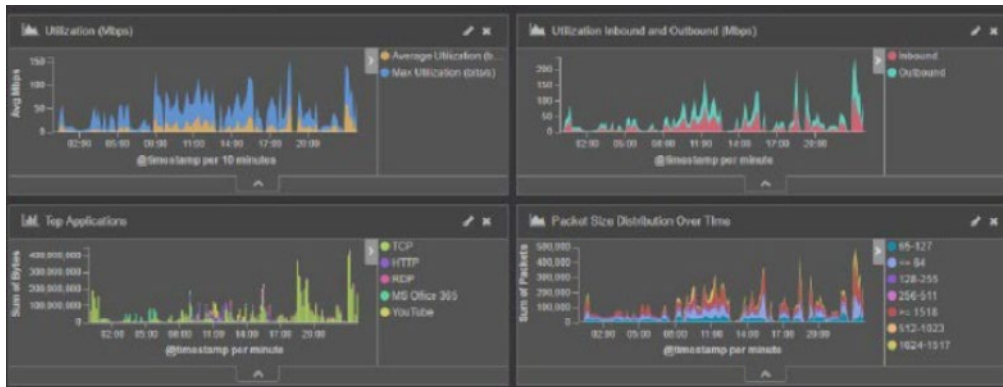 Utilization (Mbps)
150
100
50
0
Avg Mbps
02:00 05:00 08:00 11:00 14:00 17:00 20:00
@timestamp per 10 minutes
Average Utilization (b...
Max Utilization (bits/s)
Utilization Inbound and Outbound (Mbps)
200
150
100
50
0
02:00 05:00 08:00 11:00 14:00 17:00 20:00
@timestamp per minute
Inbound
Outbound
Top Applications
400,000,000
300,000,000
200,000,000
100,000,000
0
Sum of Bytes
02:00 05:00 08:00 11:00 14:00 17:00 20:00
@timestamp per minute
TCP
HTTP
RDP
MS Office 365
YouTube
Packet Size Distribution Over Time
500,000
400,000
300,000
200,000
100,000
0
Sum of Packets
02:00 05:00 08:00 11:00 14:00 17:00 20:00
@timestamp per minute
65-127
<= 64
128-255
256-511
>= 1518
512-1023
1024-1517